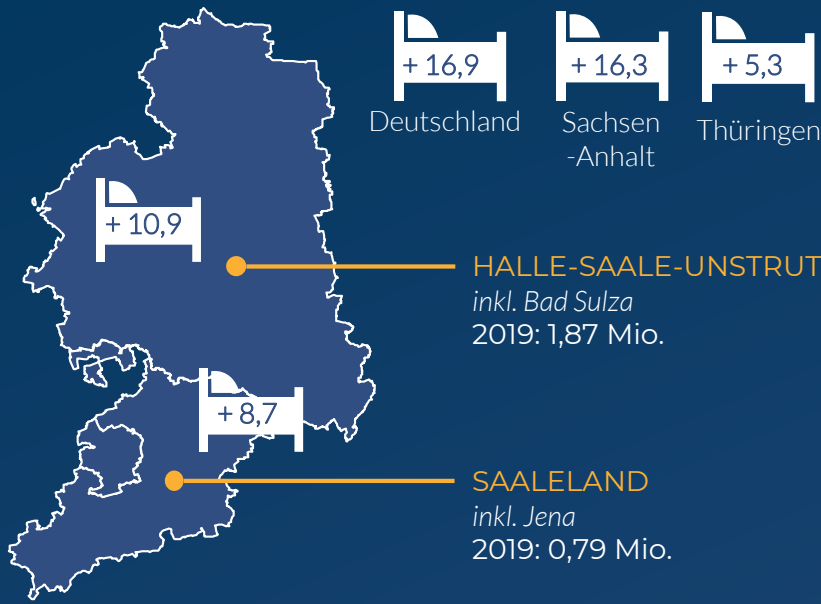 + 16,9
+ 16,3
+ 5,3
Deutschland
Sachsen
-Anhalt
Thüringen
+ 10,9
HALLE-SAALE-UNSTRUT
inkl. Bad Sulza
2019: 1,87 Mio.
+ 8,7
SAALELAND
inkl. Jena
2019: 0,79 Mio.